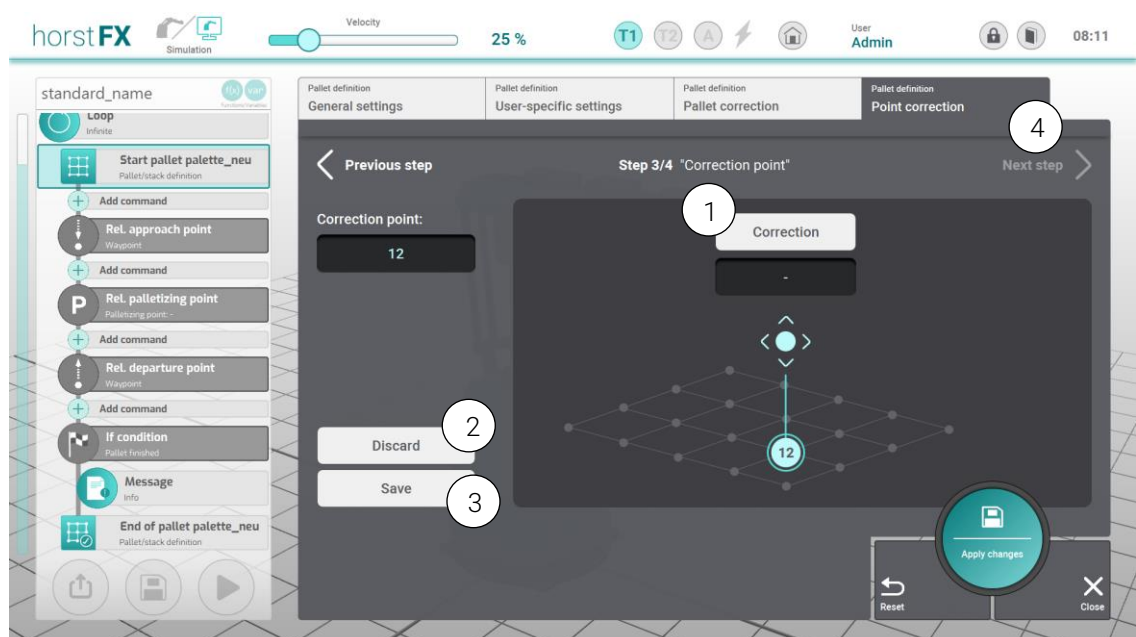 horstFX
Simulation
Velocity
25 %
T1
T2
A
User
Admin
08:11
standard_name
f(x)
var
Functions Variables
Loop
Infinite
Start pallet palette_neu
Pallet/stack definition
Add command
Rel. approach point
Waypoint
Add command
P
Rel. palletizing point
Palletizing point: -
Add command
Rel. departure point
Waypoint
Add command
If condition
Pallet finished
Message
Info
End of pallet palette_neu
Pallet/stack definition
Pallet definition
General settings
Pallet definition
User-specific settings
Pallet definition
Pallet correction
Pallet definition
Point correction
4
Previous step
Step 3/4 "Correction point"
Next step
Correction point:
12
1
Correction
-
12
2
Discard
Save
3
Apply changes
Reset
Close